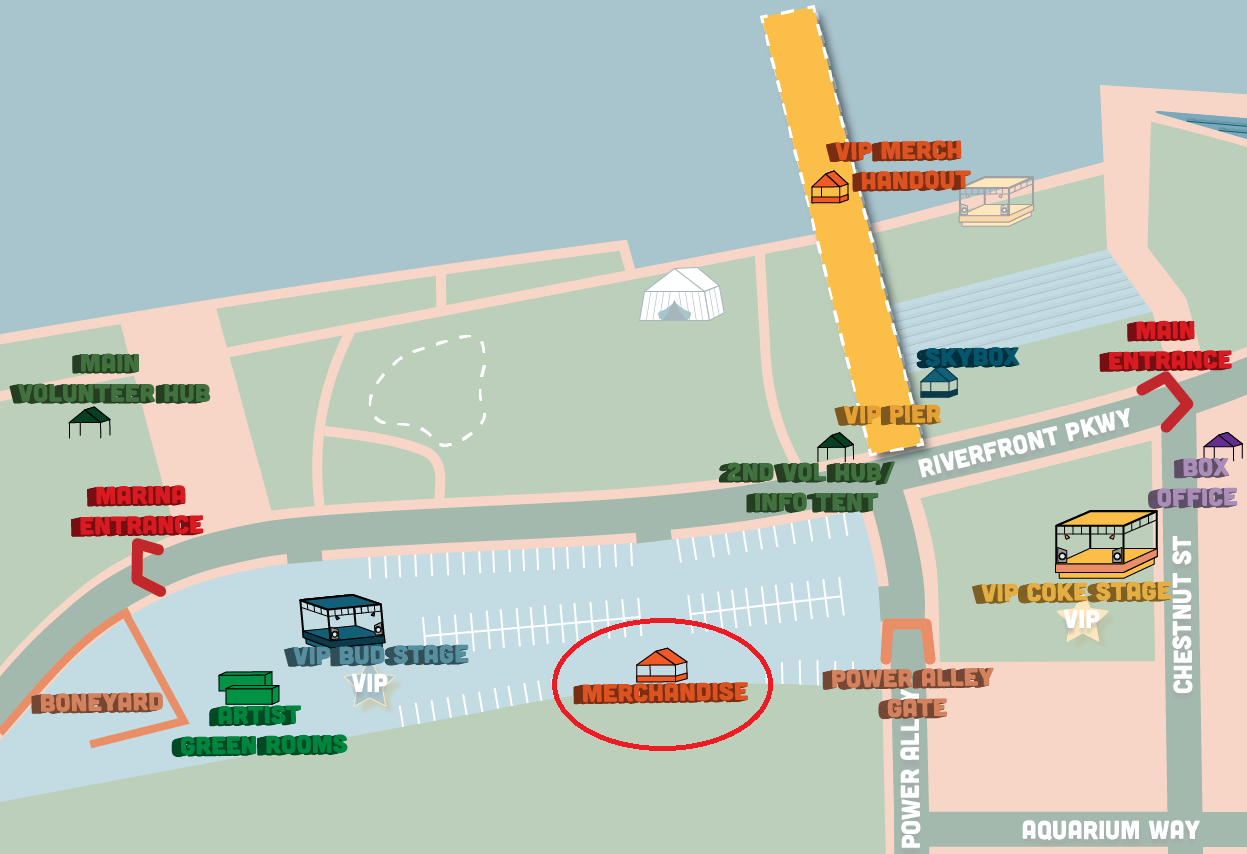 VIP MERCH
HANDOUT
MAIN
ENTRANCE
SKYBOX
MAIN
VOLUNTEER HUB
VIP PIER
RIVERFRONT PKWY
2ND VOL HUB/
INFO TENT
BOX
OFFICE
MARINA
ENTRANCE
VIP COKE STAGE
VIP
CHESTNUT ST
VIP BUD STAGE
VIP
MERCHANDISE
POWER ALLEY
GATE
BONEYARD
ARTIST
GREEN ROOMS
POWER ALLY
AQUARIUM WAY